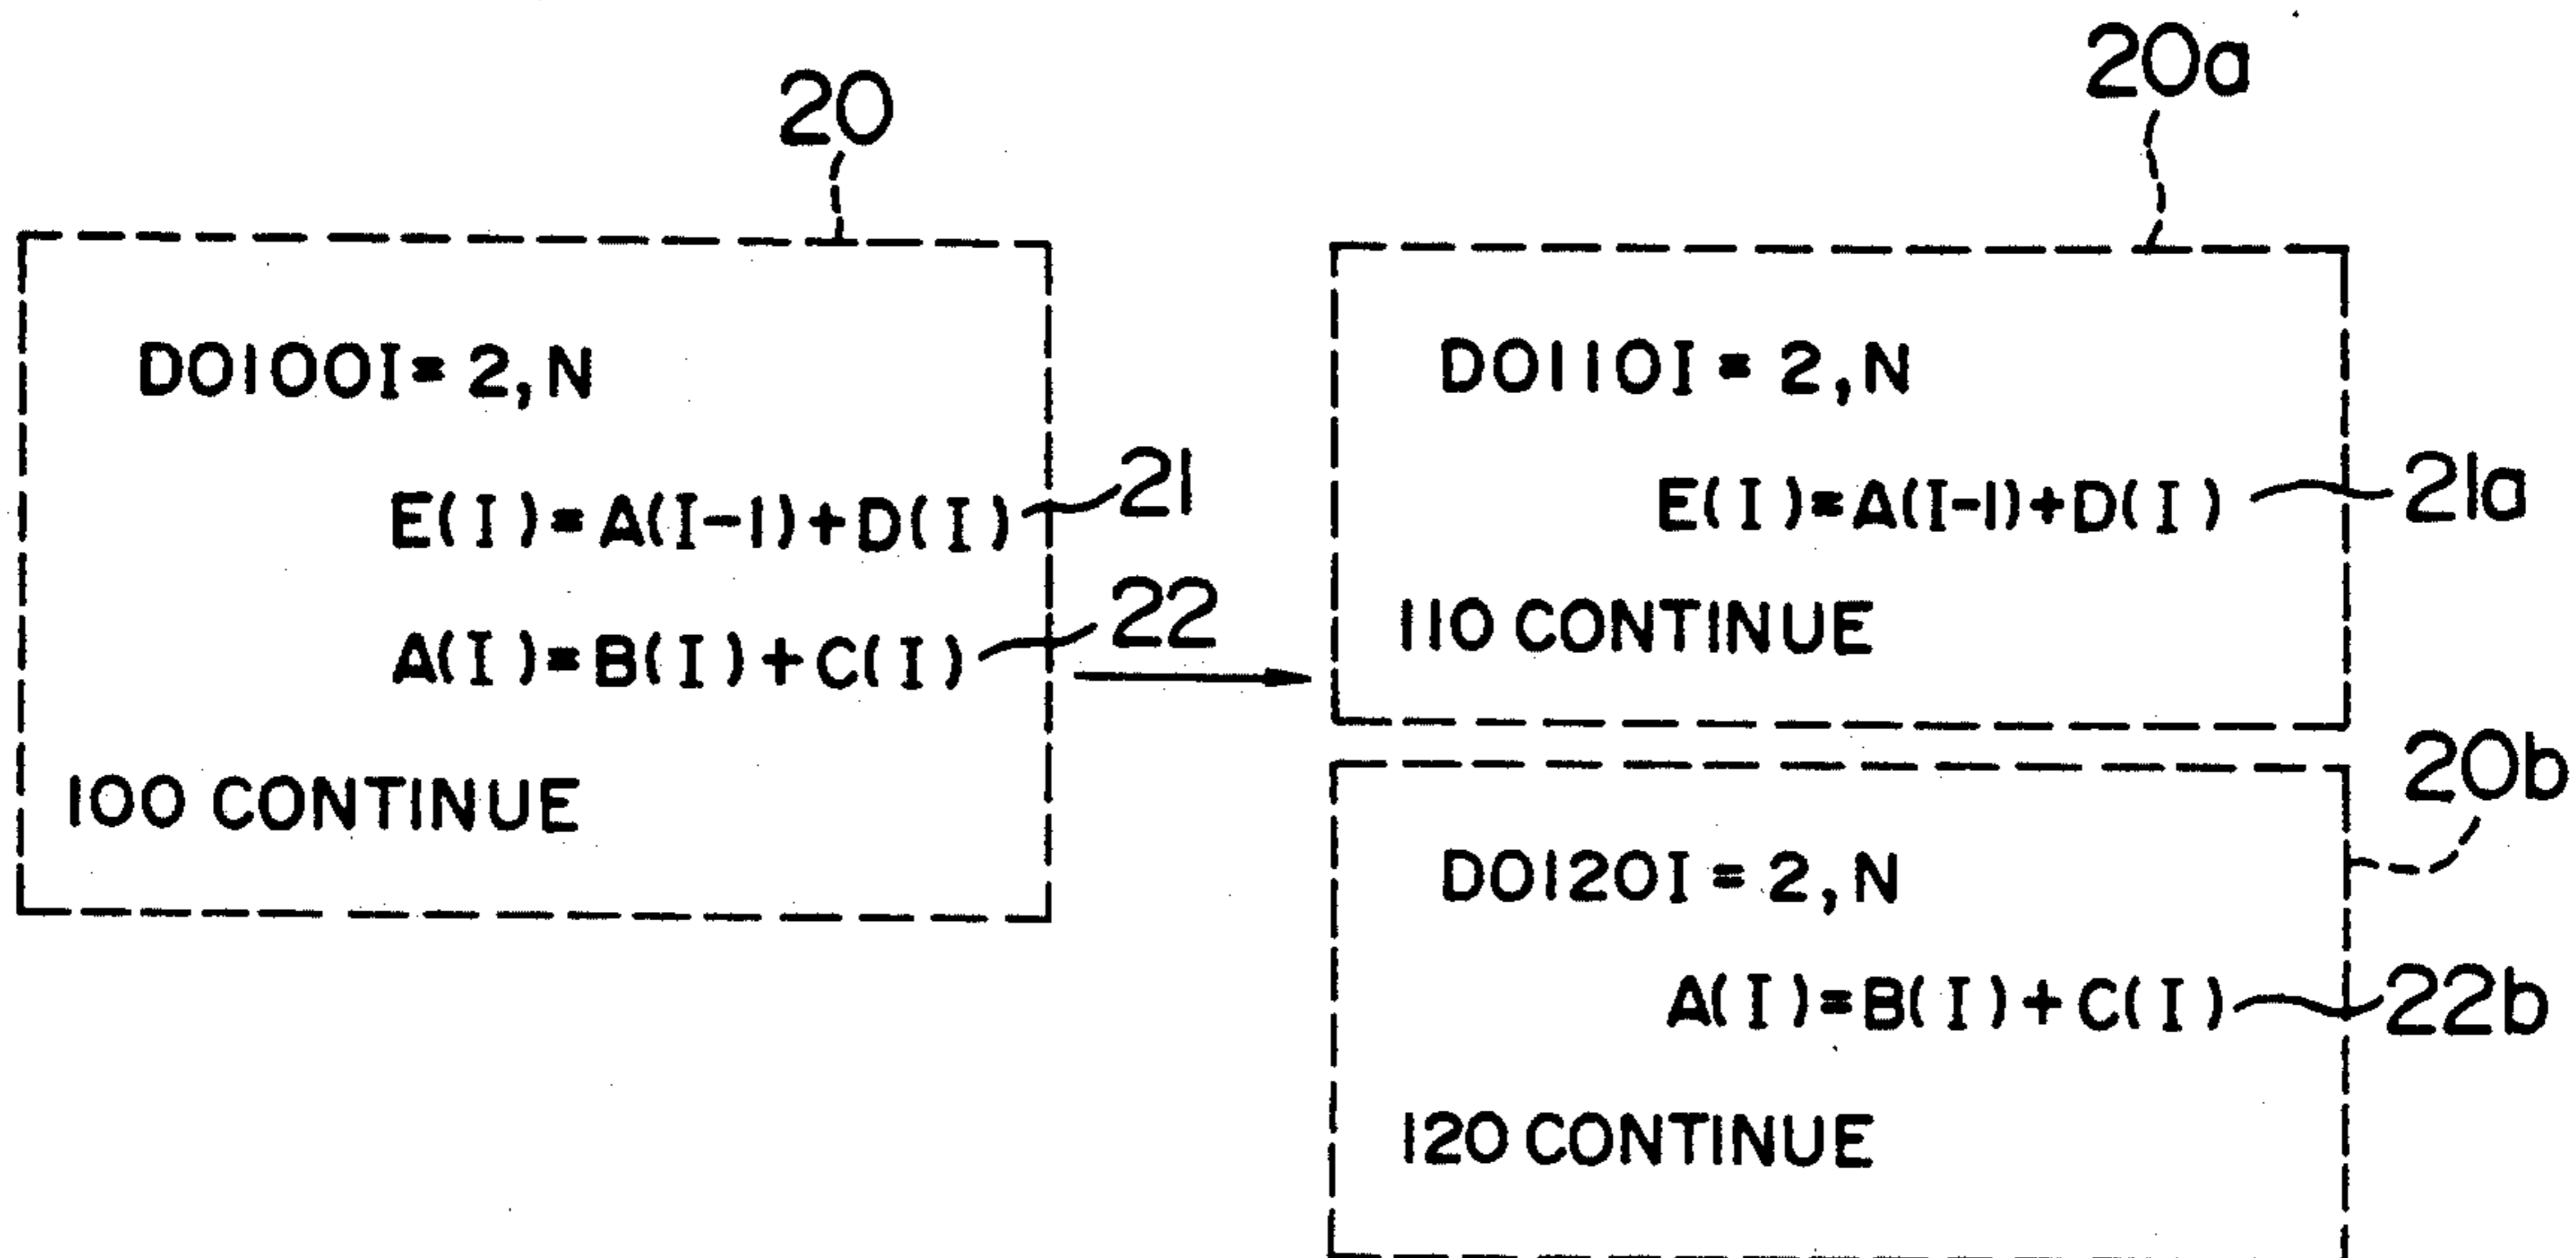 20
DO100I = 2, N
E(I) = A(I-1) + D(I)
21
A(I) = B(I) + C(I)
22
100 CONTINUE
20a
DO110I = 2, N
E(I) = A(I-1) + D(I)
21a
110 CONTINUE
20b
DO120I = 2, N
A(I) = B(I) + C(I)
22b
120 CONTINUE